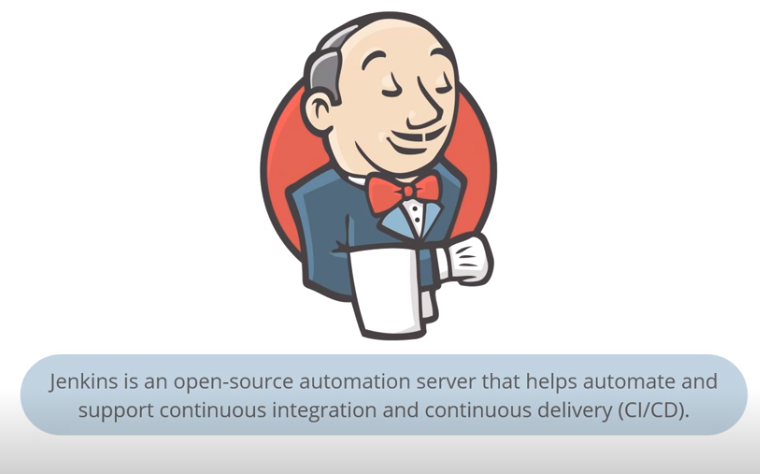 Jenkins is an open-source automation server that helps automate and
support continuous integration and continuous delivery (CI/CD).